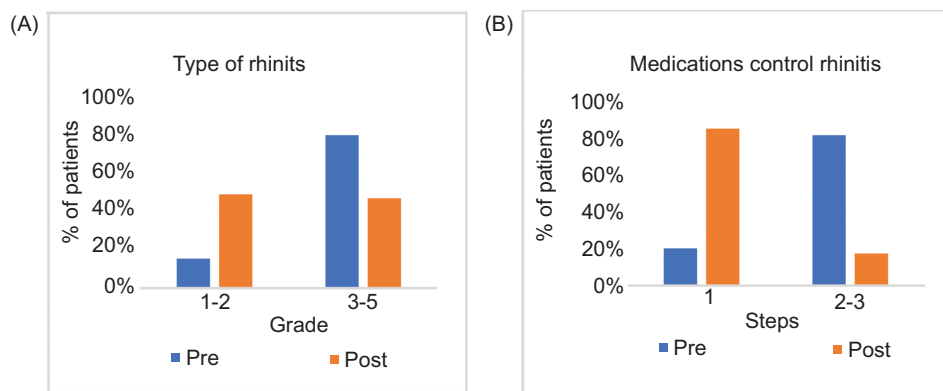 (A)
Type of rhinits
% of patients
100%
80%
60%
40%
20%
0%
1-2
3-5
Grade
Pre
Post
(B)
Medications control rhinitis
% of patients
100%
80%
60%
40%
20%
0%
1
2-3
Steps
Pre
Post